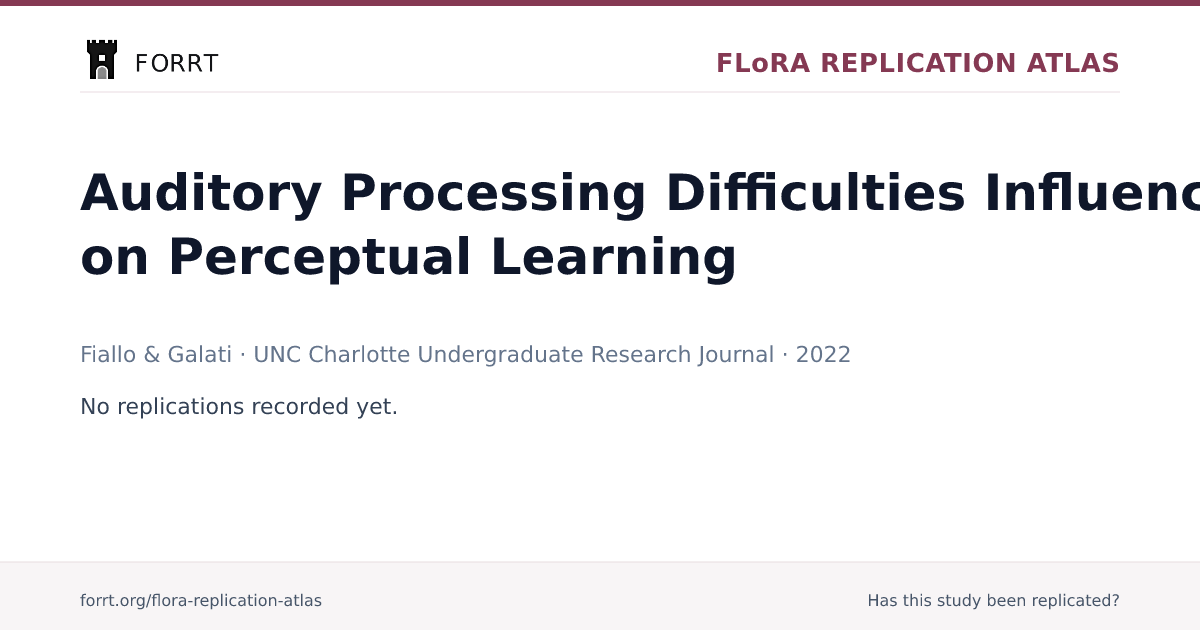 FORRT
FLoRA REPLICATION ATLAS
Auditory Processing Difficulties
on Perceptual Learning
Fiallo & Galati · UNC Charlotte Undergraduate Research Journal · 2022
No replications recorded yet.
forrt.org/flora-replication-atlas
Has this study been replicated?